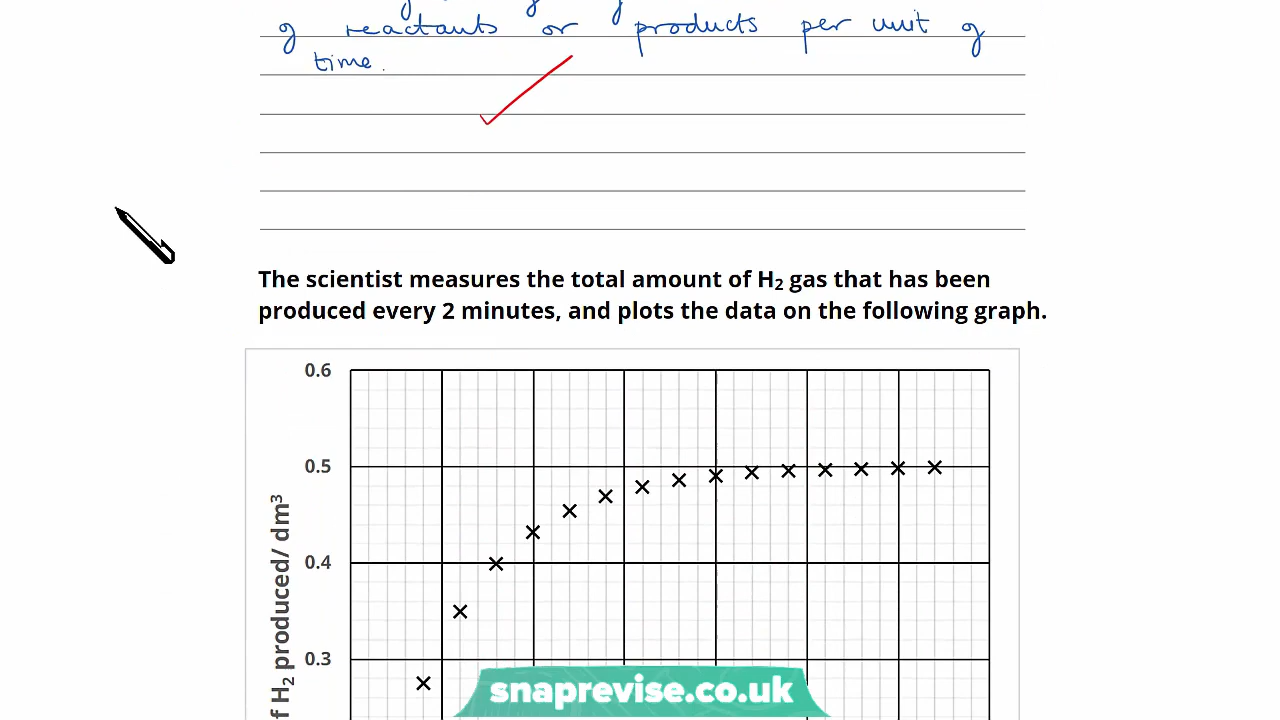 of reactants or products per unit of
time.
The scientist measures the total amount of H₂ gas that has been
produced every 2 minutes, and plots the data on the following graph.
0.6
0.5
0.4
0.3
H₂ produced/ dm³
snaprevise.co.uk